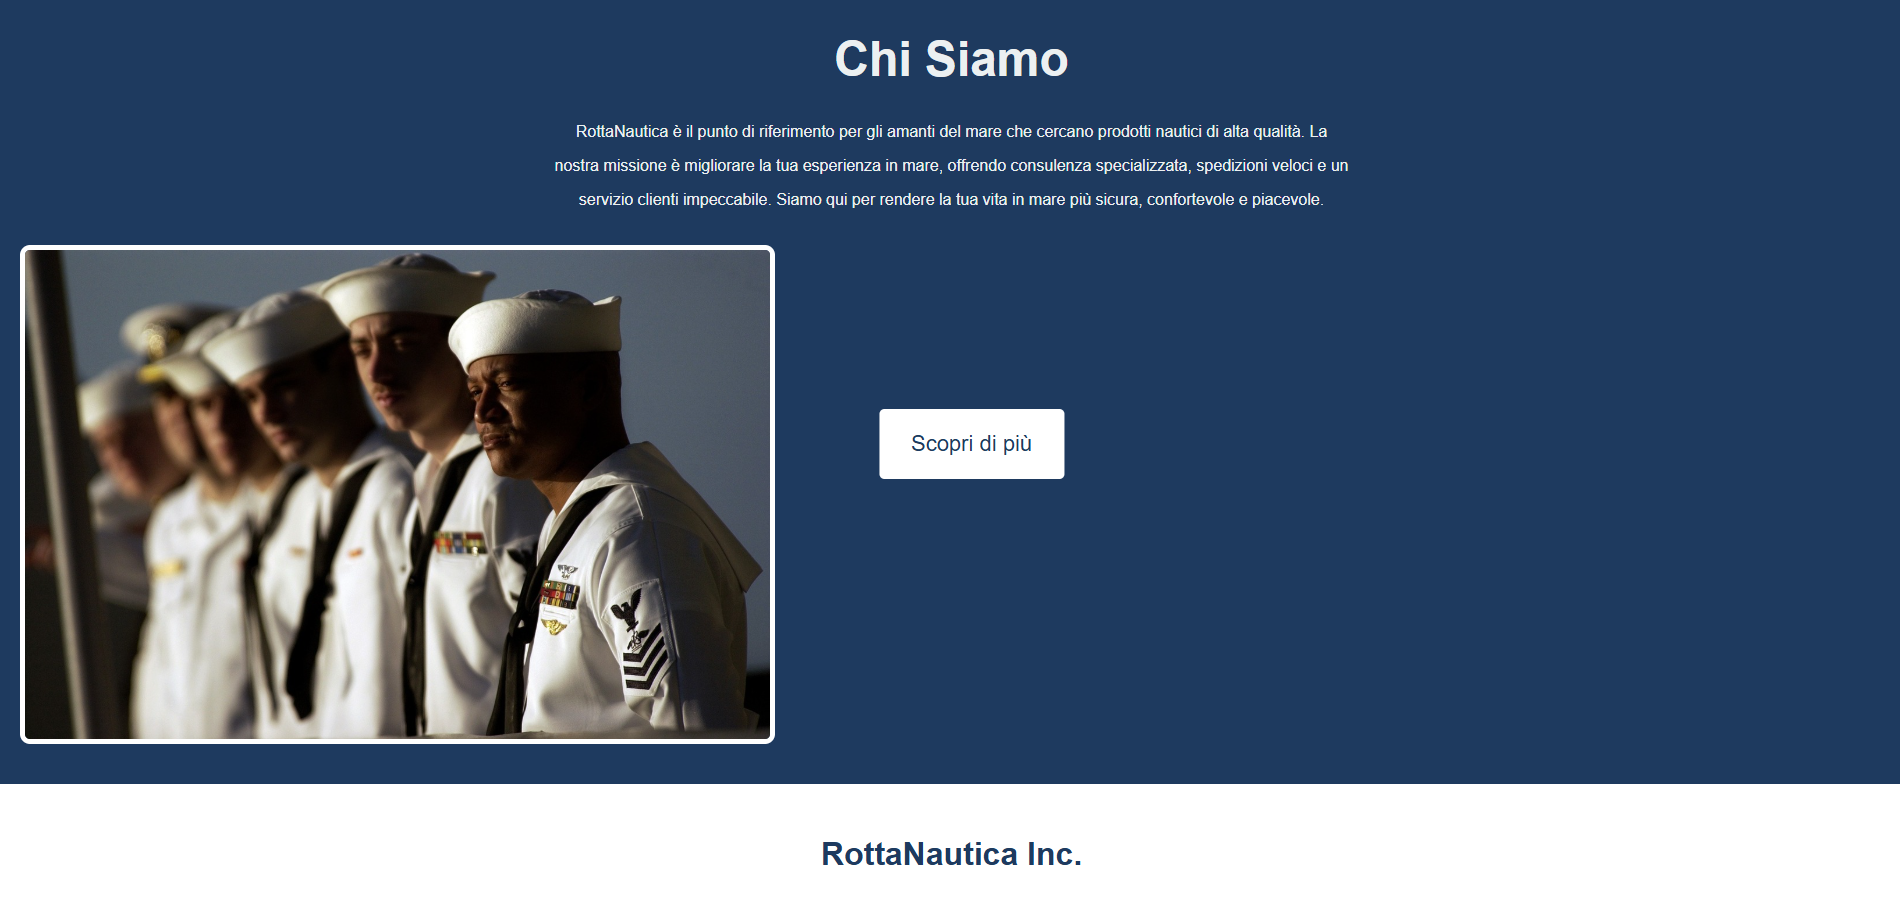 Chi Siamo
RottaNautica è il punto di riferimento per gli amanti del mare che cercano prodotti nautici di alta qualità. La
nostra missione è migliorare la tua esperienza in mare, offrendo consulenza specializzata, spedizioni veloci e un
servizio clienti impeccabile. Siamo qui per rendere la tua vita in mare più sicura, confortevole e piacevole.
Scopri di più
RottaNautica Inc.